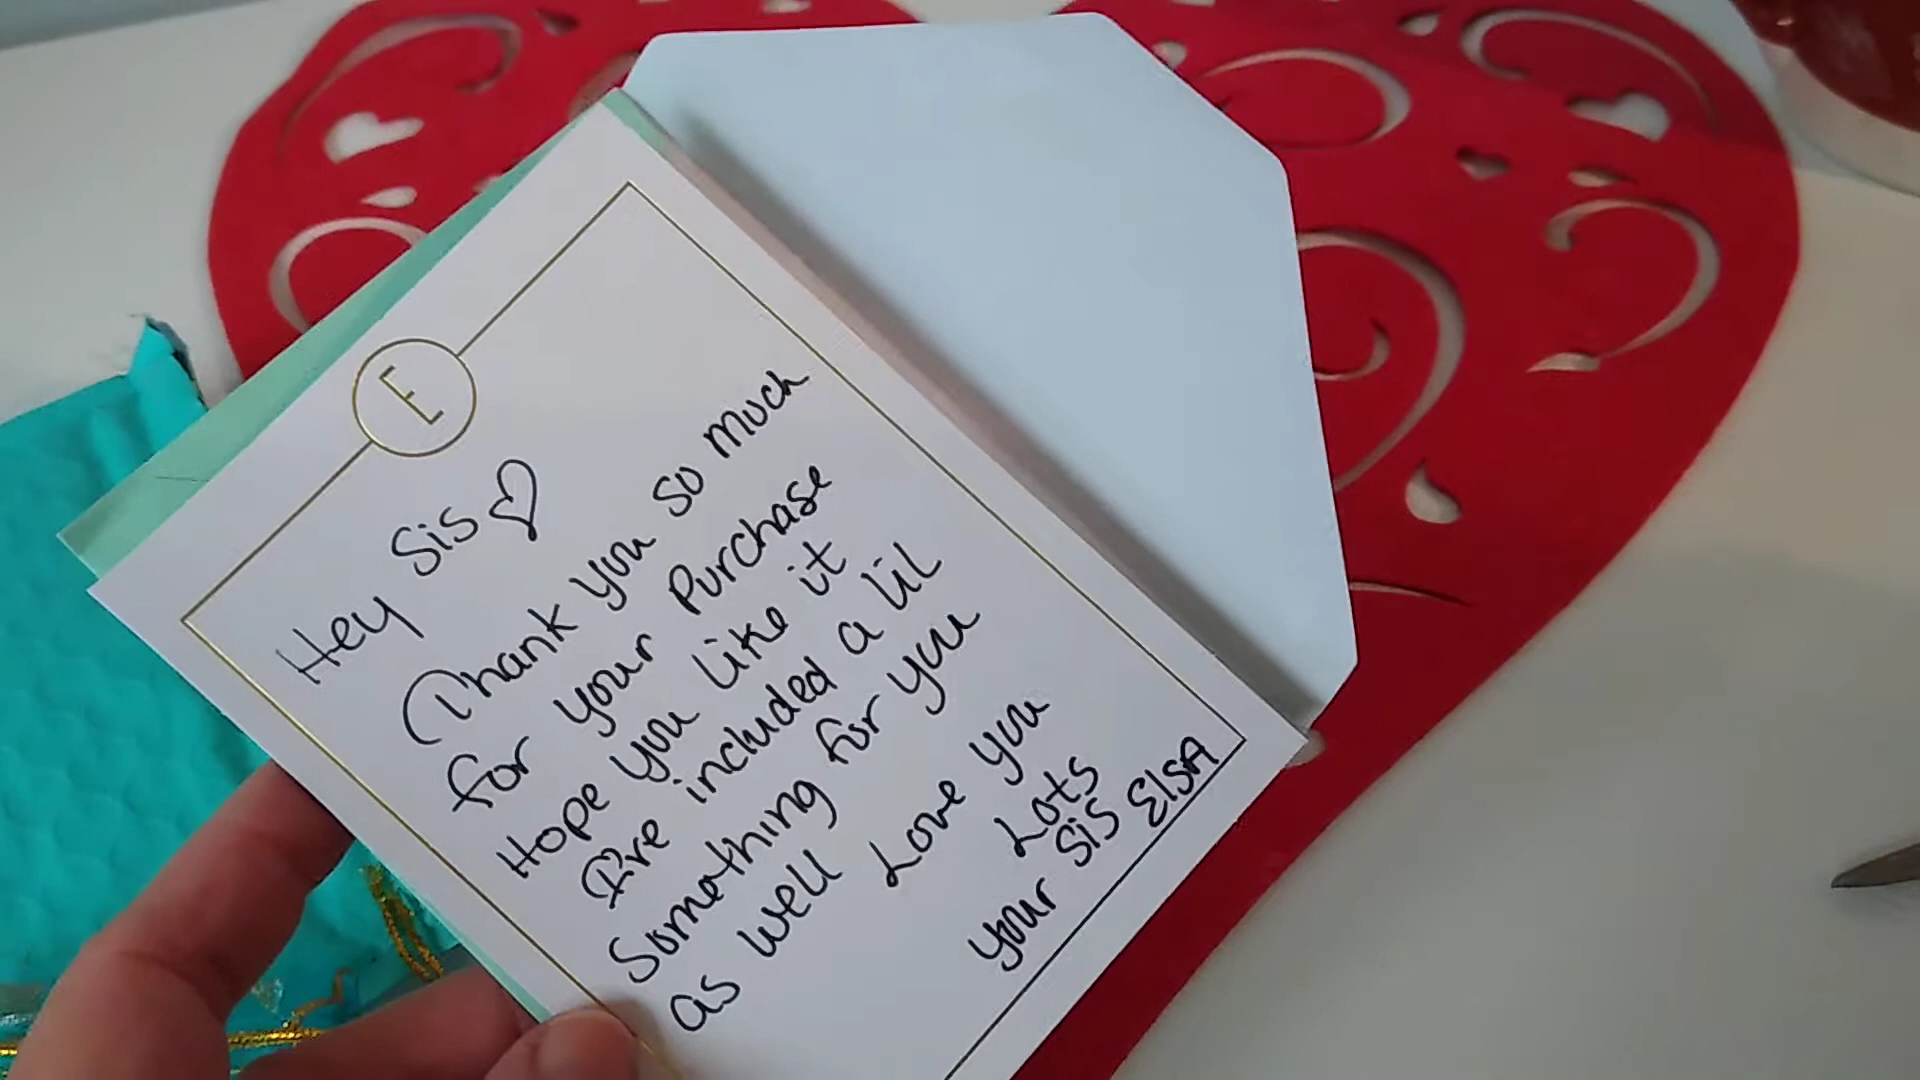 E
Hey Sis
Thank you so much
for your Purchase
Hope you Like it
I've included a lil
Something for you
as well Love you
Lots
your Sis ElSA